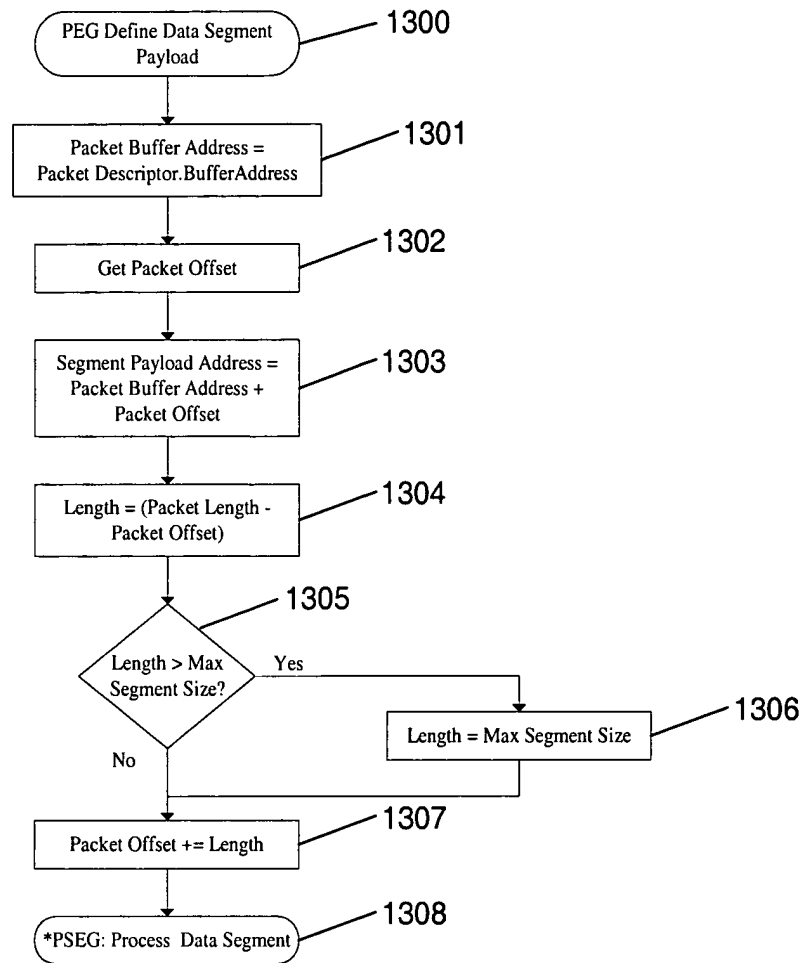 PEG Define Data Segment
Payload
1300
Packet Buffer Address =
Packet Descriptor.BufferAddress
1301
Get Packet Offset
1302
Segment Payload Address =
Packet Buffer Address +
Packet Offset
1303
Length = (Packet Length -
Packet Offset)
1304
Length > Max
Segment Size?
1305
Yes
No
Length = Max Segment Size
1306
Packet Offset += Length
1307
*PSEG: Process Data Segment
1308